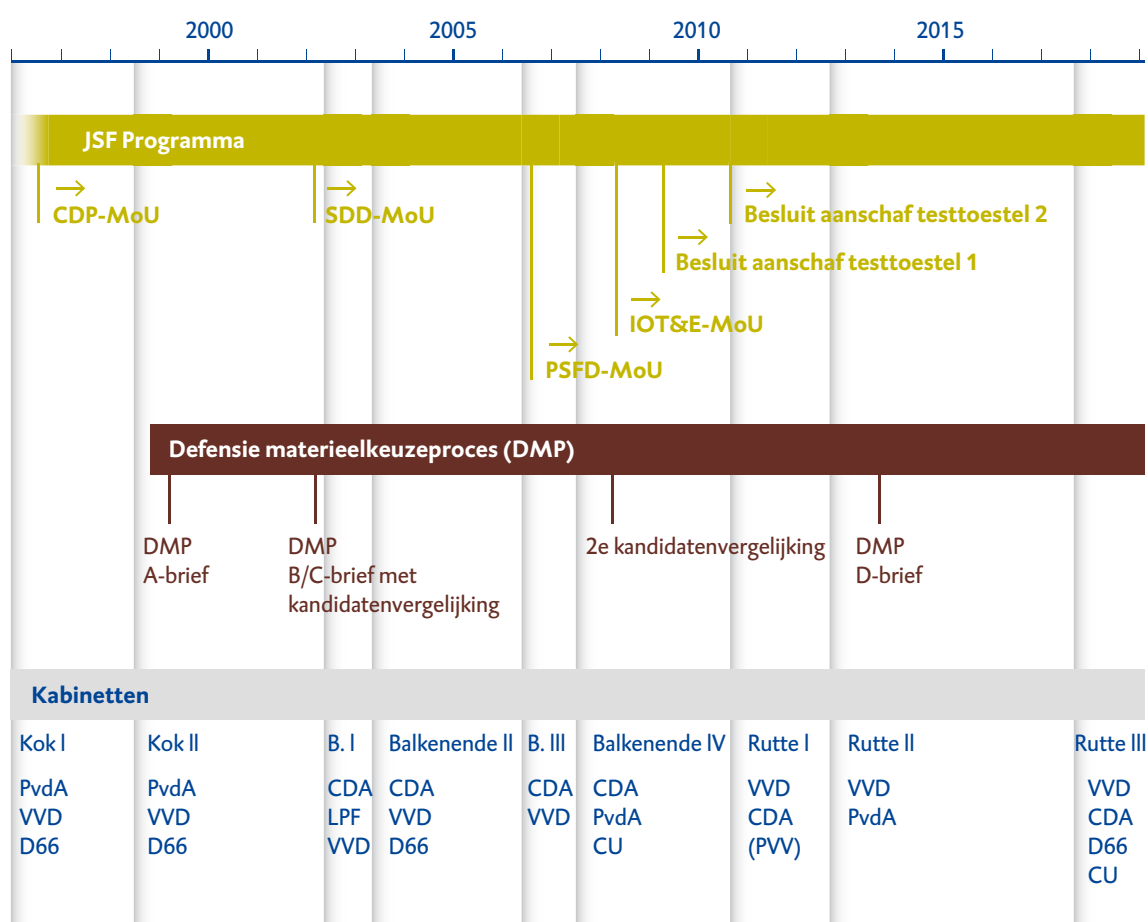 2000 2005 2010 2015
JSF Programma
CDP-MoU
SDD-MoU
Besluit aanschaf testtoestel 2
Besluit aanschaf testtoestel 1
IOT&E-MoU
PSFD-MoU
Defensie materieelkeuzeproces (DMP)
DMP
A-brief
DMP
B/C-brief met
kandidatenvergelijking
2e kandidatenvergelijking
DMP
D-brief
Kabinetten
Kok I
PvdA
VVD
D66
Kok II
PvdA
VVD
D66
B. I
CDA
LPF
VVD
Balkenende II
CDA
VVD
D66
B. III
CDA
VVD
Balkenende IV
CDA
PvdA
CU
Rutte I
VVD
CDA
(PVV)
Rutte II
VVD
PvdA
Rutte III
VVD
CDA
D66
CU